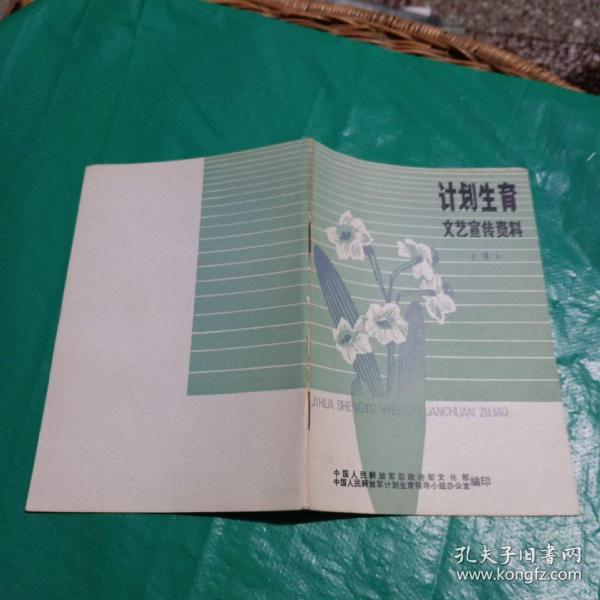 计划生育
文艺宣传资料
JIHUA SHENGYU WENYI XUANCHUAN ZILIAO
中国人民解放军总政治部文化部
中国人民解放军计划生育领导小组办公室 编印
孔夫子旧书网
www.kongfz.com